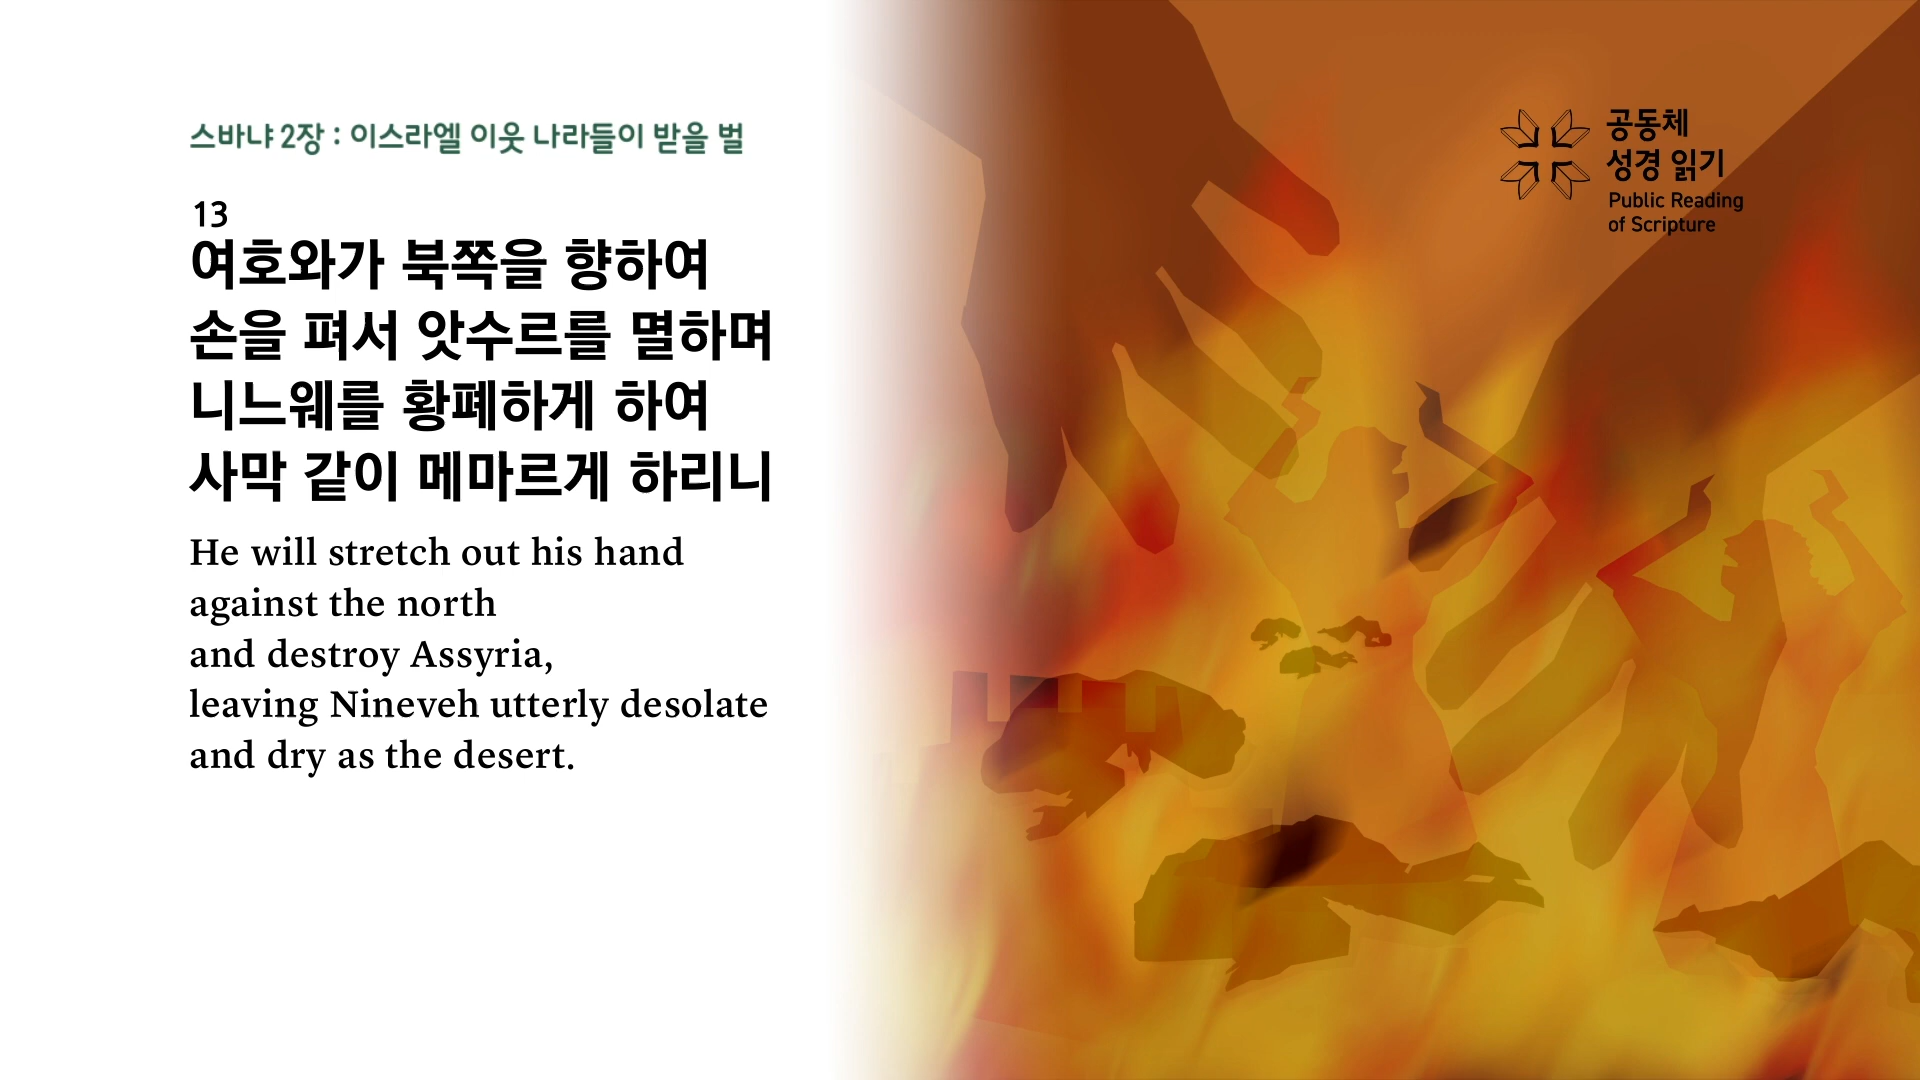 스바냐 2장 : 이스라엘 이웃 나라들이 받을 벌
13
여호와가 북쪽을 향하여
손을 펴서 앗수르를 멸하며
니느웨를 황폐하게 하여
사막 같이 메마르게 하리니
He will stretch out his hand
against the north
and destroy Assyria,
leaving Nineveh utterly desolate
and dry as the desert.
공동체
성경 읽기
Public Reading
of Scripture